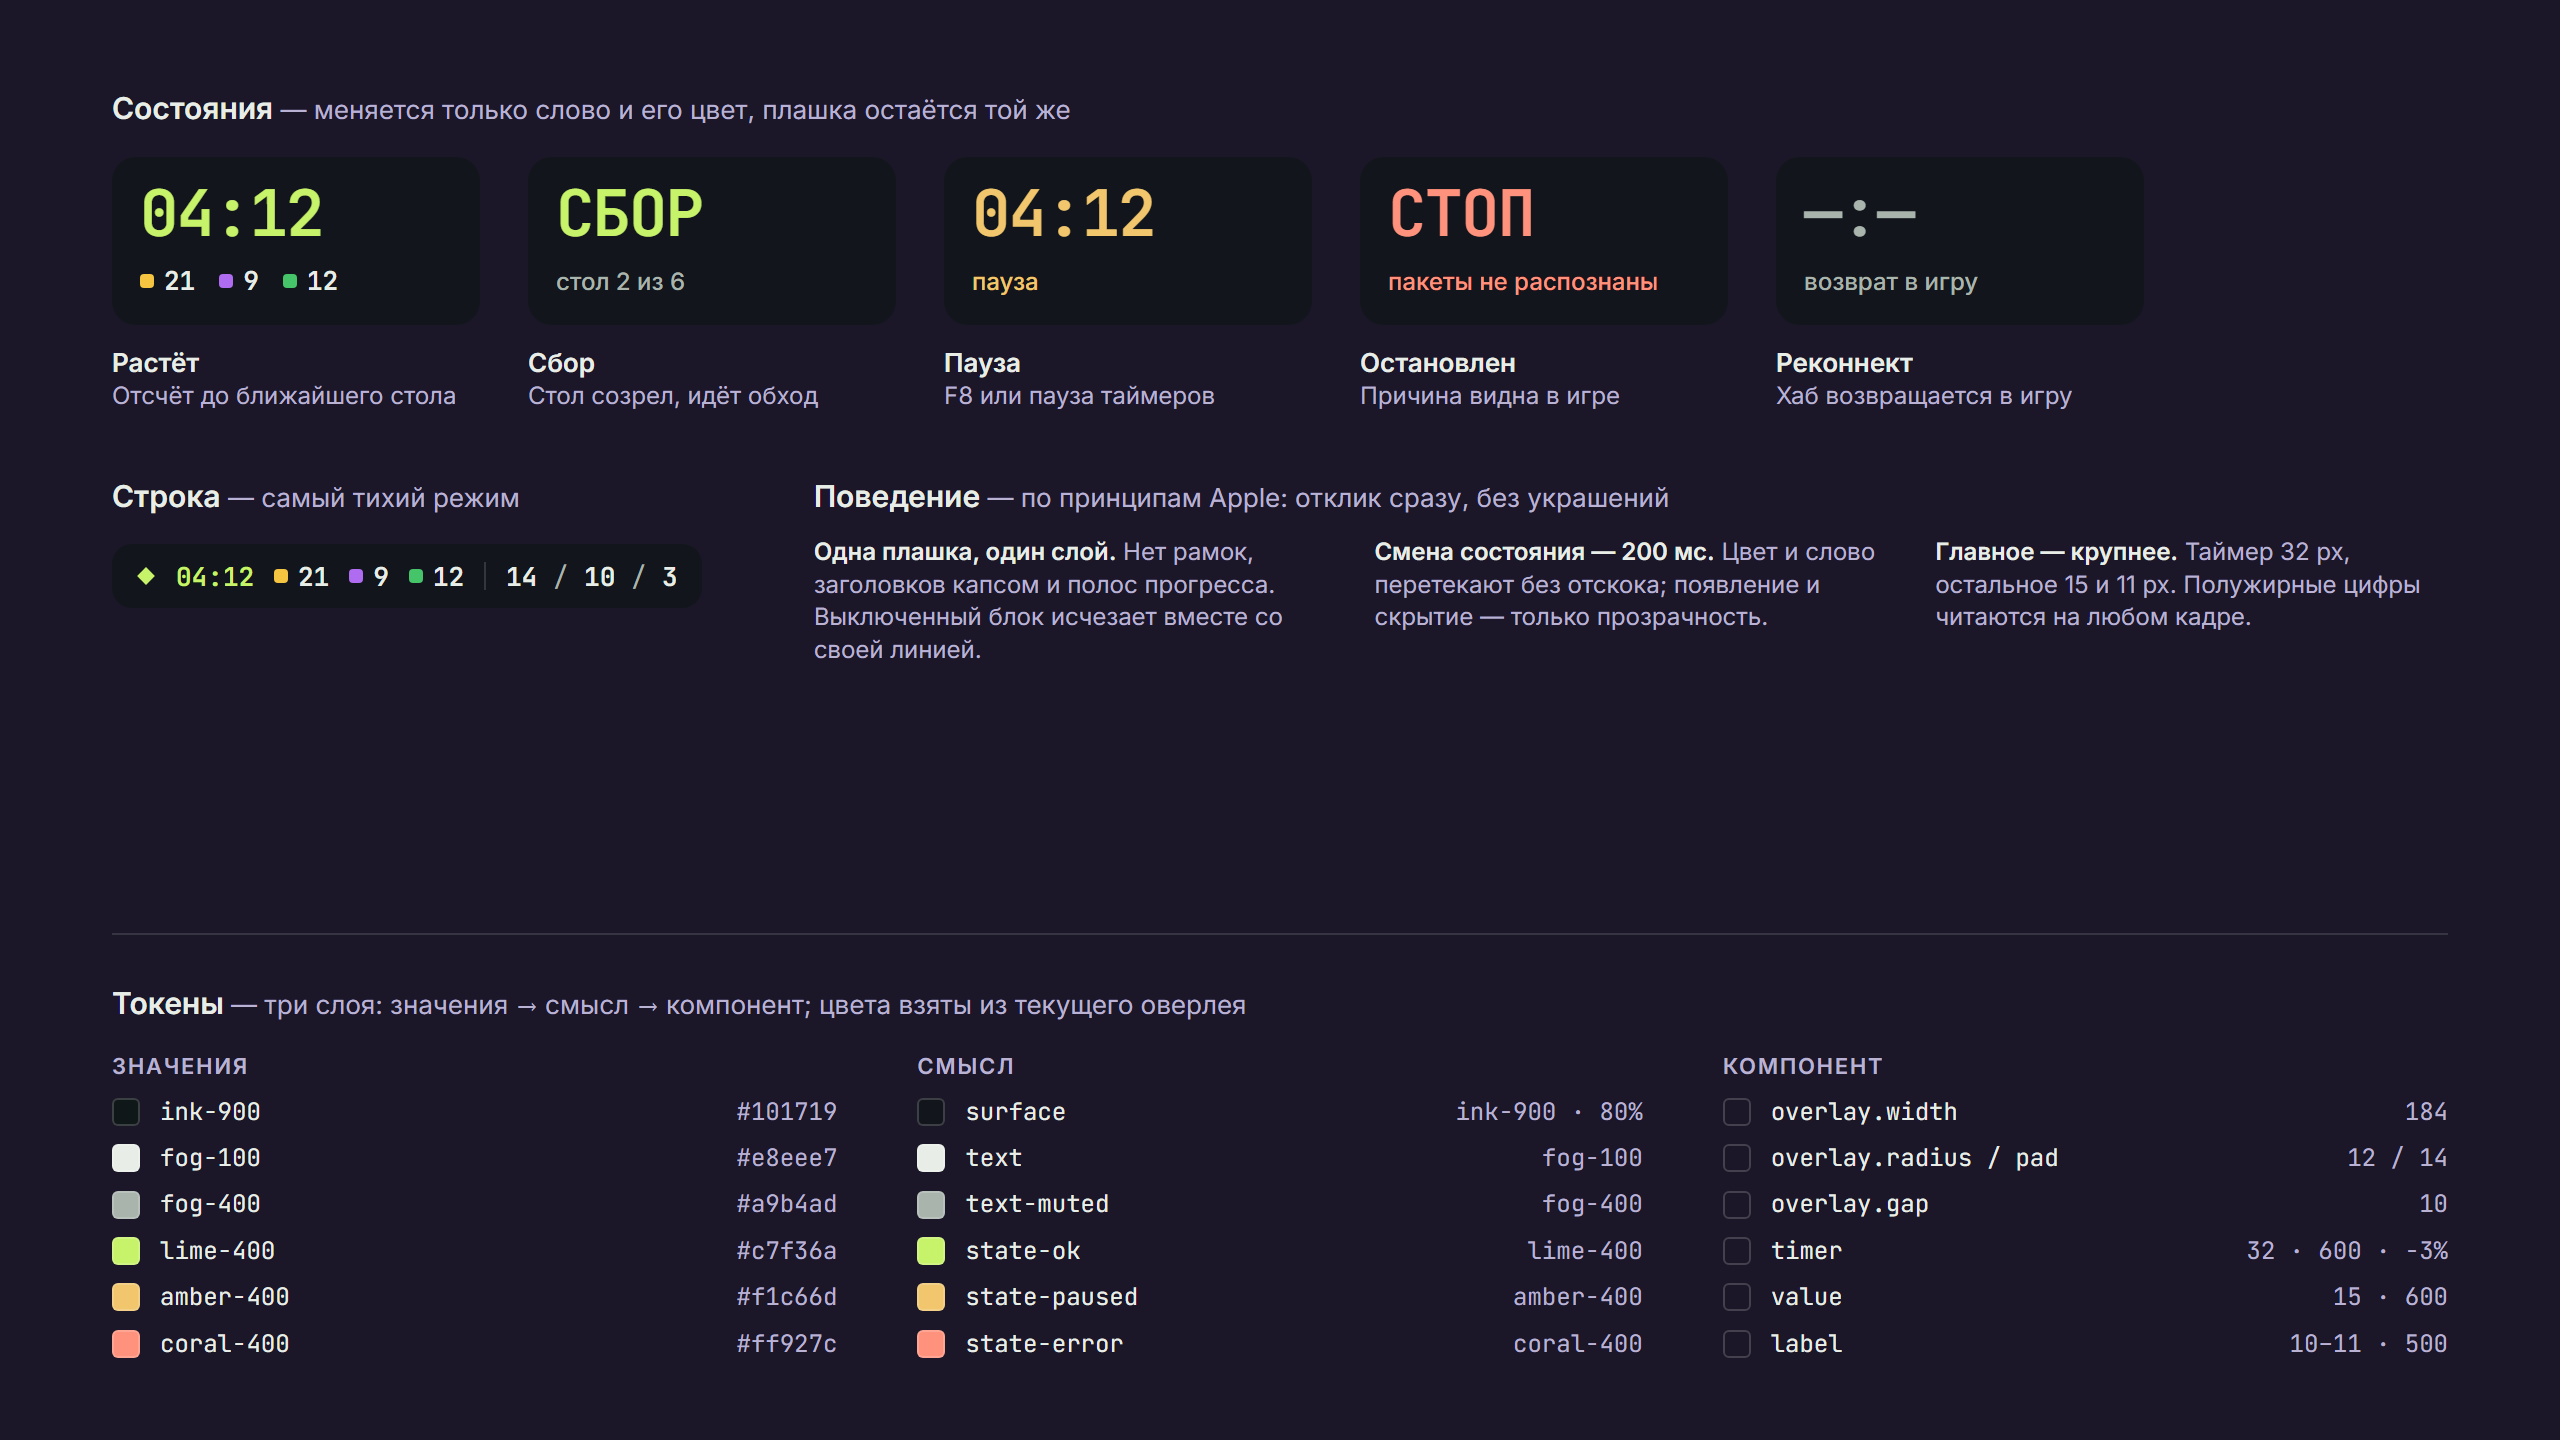 Состояния — меняется только слово и его цвет, плашка остаётся той же
04:12
21 9 12
Растёт
Отсчёт до ближайшего стола
СБОР
стол 2 из 6
Сбор
Стол созрел, идёт обход
04:12
пауза
Пауза
F8 или пауза таймеров
СТОП
пакеты не распознаны
Остановлен
Причина видна в игре
—:—
возврат в игру
Реконнект
Хаб возвращается в игру
Строка — самый тихий режим
04:12 21 9 12 14 / 10 / 3
Поведение — по принципам Apple: отклик сразу, без украшений
Одна плашка, один слой. Нет рамок,
заголовков капсом и полос прогресса.
Выключенный блок исчезает вместе со
своей линией.
Смена состояния — 200 мс. Цвет и слово
перетекают без отскока; появление и
скрытие — только прозрачность.
Главное — крупнее. Таймер 32 px,
остальное 15 и 11 px. Полужирные цифры
читаются на любом кадре.
Токены — три слоя: значения → смысл → компонент; цвета взяты из текущего оверлея
ЗНАЧЕНИЯ
ink-900 #101719
fog-100 #e8eee7
fog-400 #a9b4ad
lime-400 #c7f36a
amber-400 #f1c66d
coral-400 #ff927c
СМЫСЛ
surface ink-900 · 80%
text fog-100
text-muted fog-400
state-ok lime-400
state-paused amber-400
state-error coral-400
КОМПОНЕНТ
overlay.width 184
overlay.radius / pad 12 / 14
overlay.gap 10
timer 32 · 600 · -3%
value 15 · 600
label 10–11 · 500